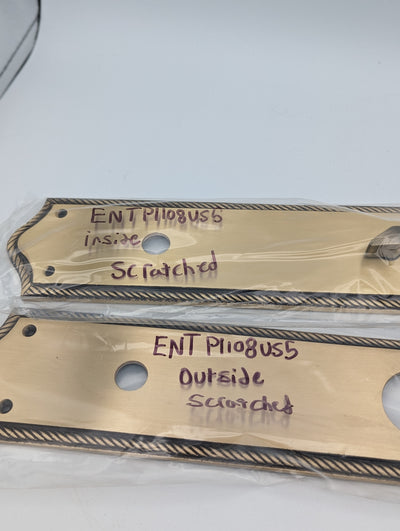 ENT P1108US5
inside
Scratched
ENT P1108US5
Outside
Scratched